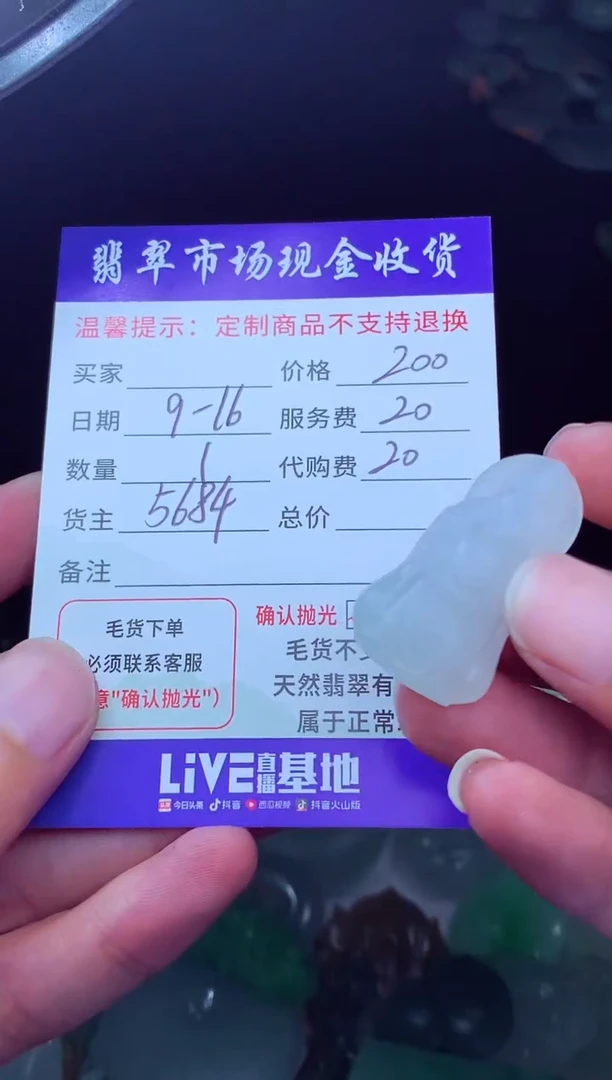 翡翠市场现金收货
温馨提示：定制商品不支持退换
买家 价格 200
日期 9-16 服务费 20
数量 1 代购费 20
货主 5684 总价
备注
毛货下单 确认抛光
必须联系客服 毛货不
意"确认抛光"） 天然翡翠有
属于正常
LiVE直播基地
头条 今日头条 抖音 西瓜视频 抖音火山版